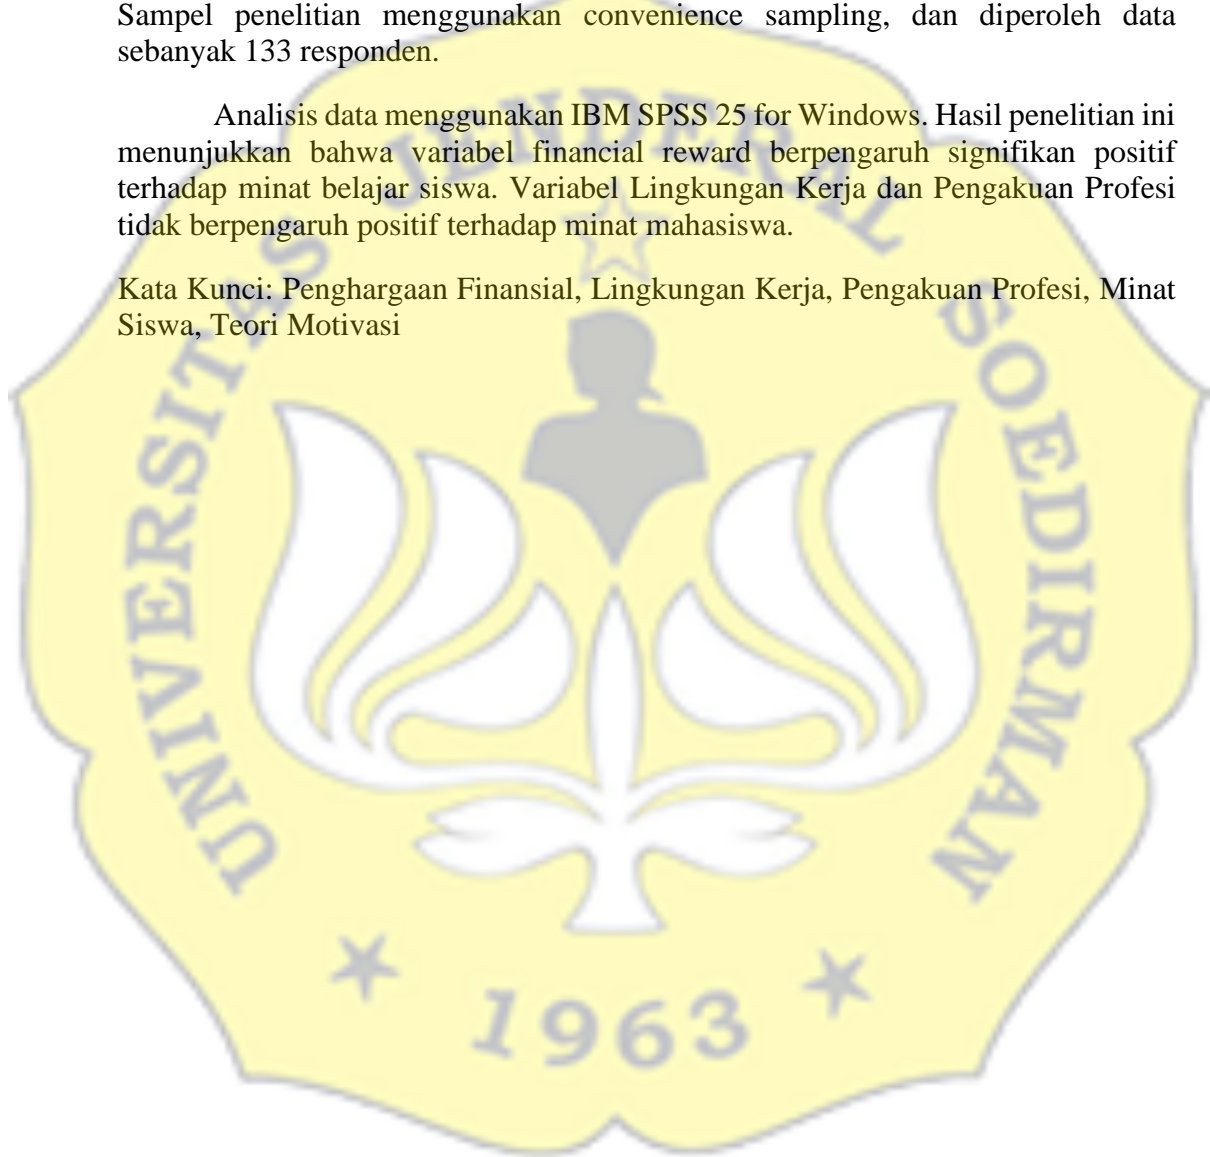 Sampel penelitian menggunakan convenience sampling, dan diperoleh data
sebanyak 133 responden.
Analisis data menggunakan IBM SPSS 25 for Windows. Hasil penelitian ini
menunjukkan bahwa variabel financial reward berpengaruh signifikan positif
terhadap minat belajar siswa. Variabel Lingkungan Kerja dan Pengakuan Profesi
tidak berpengaruh positif terhadap minat mahasiswa.
Kata Kunci: Penghargaan Finansial, Lingkungan Kerja, Pengakuan Profesi, Minat
Siswa, Teori Motivasi
UNIVERSITAS JENDERAL SOEDIRMAN
1963